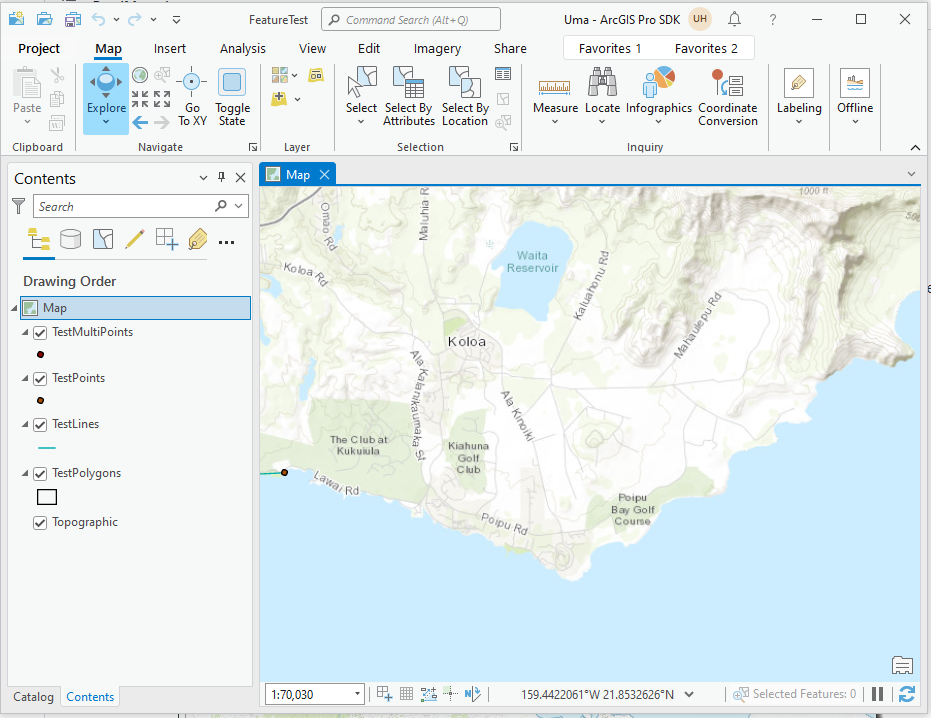 FeatureTest
Command Search (Alt+Q)
Uma - ArcGIS Pro SDK
UH
?
Project
Map
Insert
Analysis
View
Edit
Imagery
Share
Favorites 1
Favorites 2
Paste
Explore
Go To XY
Toggle State
Select
Select By Attributes
Select By Location
Measure
Locate
Infographics
Coordinate Conversion
Labeling
Offline
Clipboard
Navigate
Layer
Selection
Inquiry
Contents
Search
Drawing Order
Map
TestMultiPoints
TestPoints
TestLines
TestPolygons
Topographic
Catalog
Contents
Map
1000 ft
Omao Rd
Maluhia R
Waita
Reservoir
Koloa Rd
Kaluahonu Rd
Mahaulepu Rd
Koloa
Ala Kalanikaumaka St
Ala Kinoiki
The Club at
Kukuiula
Kiahuna
Golf
Club
Lawai Rd
Poipu
Bay Golf
Course
Poipu Rd
1:70,030
159.4422061°W 21.8532626°N
Selected Features: 0